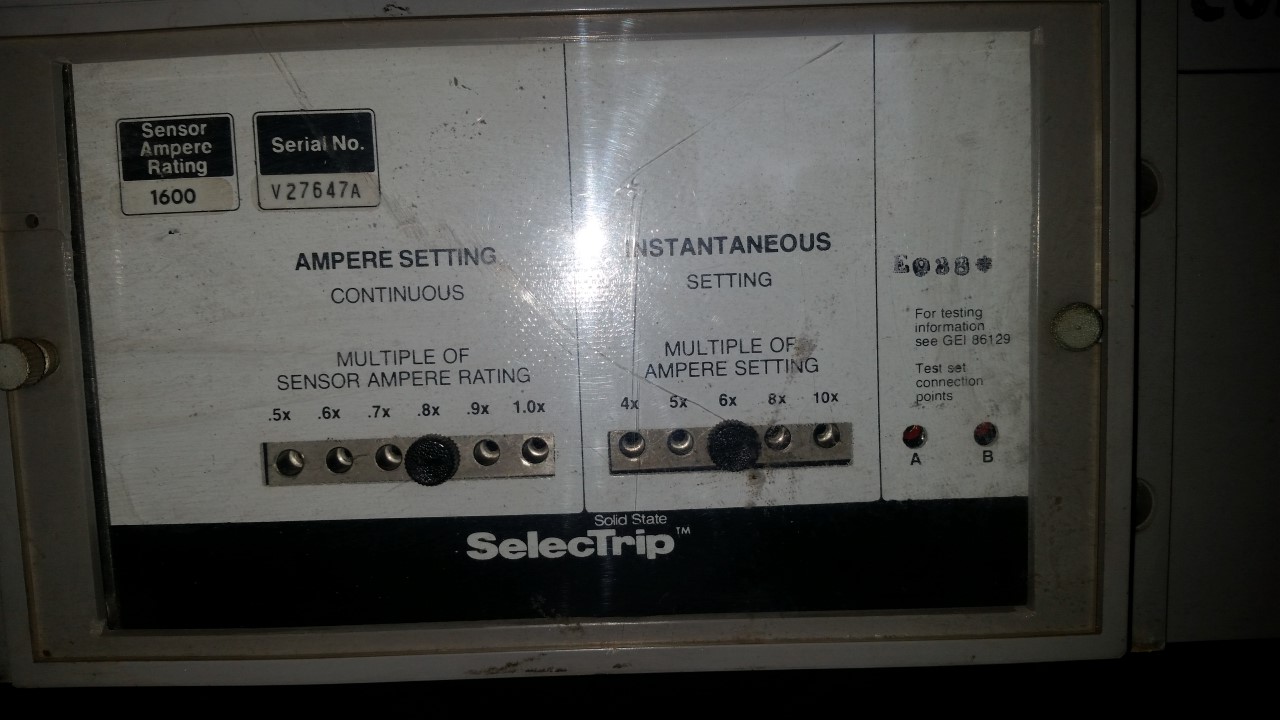 Sensor
Ampere
Rating
1600
Serial No.
V27647A
AMPERE SETTING
CONTINUOUS
MULTIPLE OF
SENSOR AMPERE RATING
.5x .6x .7x .8x .9x 1.0x
INSTANTANEOUS
SETTING
MULTIPLE OF
AMPERE SETTING
4x 5x 6x 8x 10x
For testing
information
see GEI 86129
Test set
connection
points
A B
Solid State
SelecTrip™